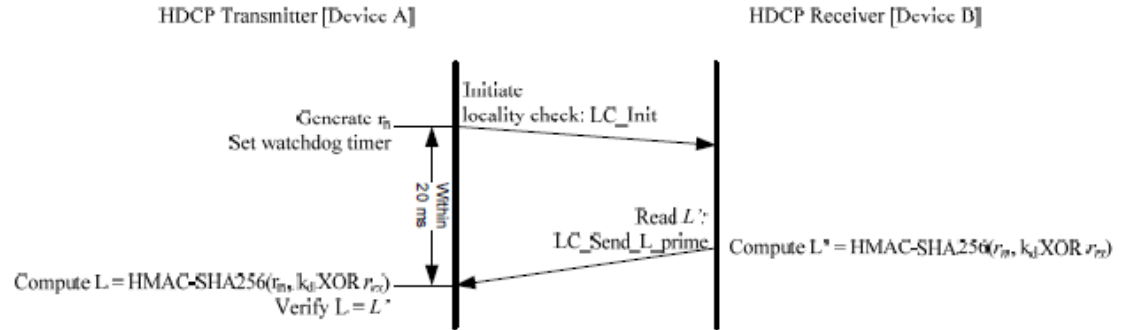 HDCP Transmitter [Device A]
HDCP Receiver [Device B]
Initiate
locality check: LC_Init
Generate rn
Set watchdog timer
Within
20 ms
Read L':
LC_Send_L_prime
Compute L' = HMAC-SHA256(rn, kd XOR rrx)
Compute L = HMAC-SHA256(rn, kd XOR rrx)
Verify L = L'